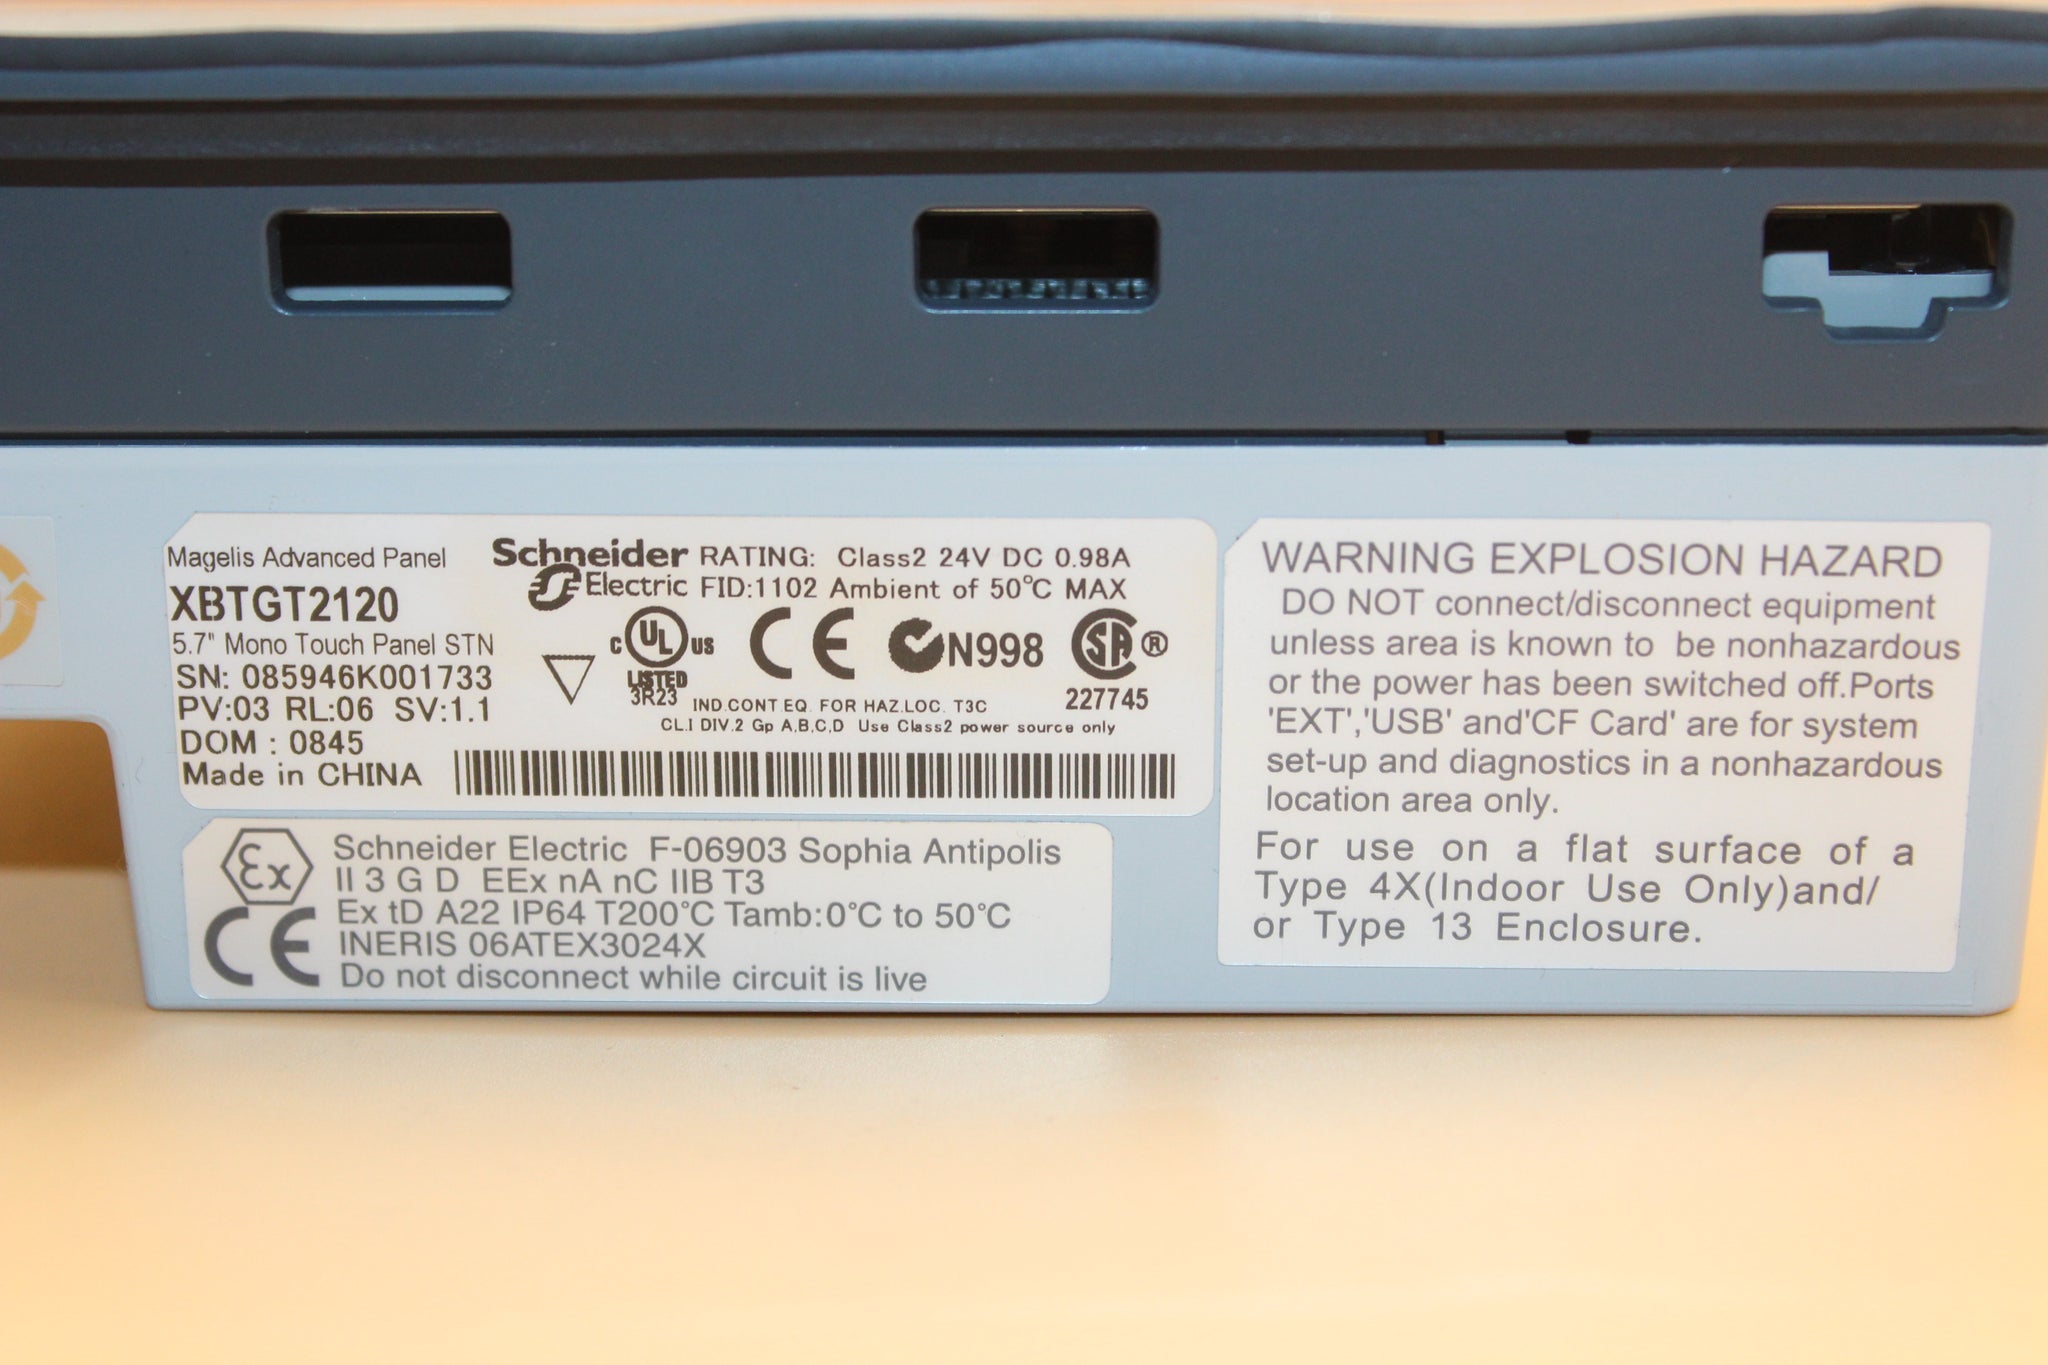 Magelis Advanced Panel
XBTGT2120
5.7" Mono Touch Panel STN
SN: 085946K001733
PV:03 RL:06 SV:1.1
DOM : 0845
Made in CHINA
Schneider
Electric
RATING: Class2 24V DC 0.98A
FID:1102 Ambient of 50°C MAX
C UL US
LISTED
3R23
CE
N998
SA ®
227745
IND.CONT.EQ. FOR HAZ.LOC. T3C
CL.I DIV.2 Gp A,B,C,D Use Class2 power source only
Ex
CE
Schneider Electric F-06903 Sophia Antipolis
II 3 G D EEx nA nC IIB T3
Ex tD A22 IP64 T200°C Tamb:0°C to 50°C
INERIS 06ATEX3024X
Do not disconnect while circuit is live
WARNING EXPLOSION HAZARD
DO NOT connect/disconnect equipment
unless area is known to be nonhazardous
or the power has been switched off.Ports
'EXT','USB' and'CF Card' are for system
set-up and diagnostics in a nonhazardous
location area only.
For use on a flat surface of a
Type 4X(Indoor Use Only)and/
or Type 13 Enclosure.